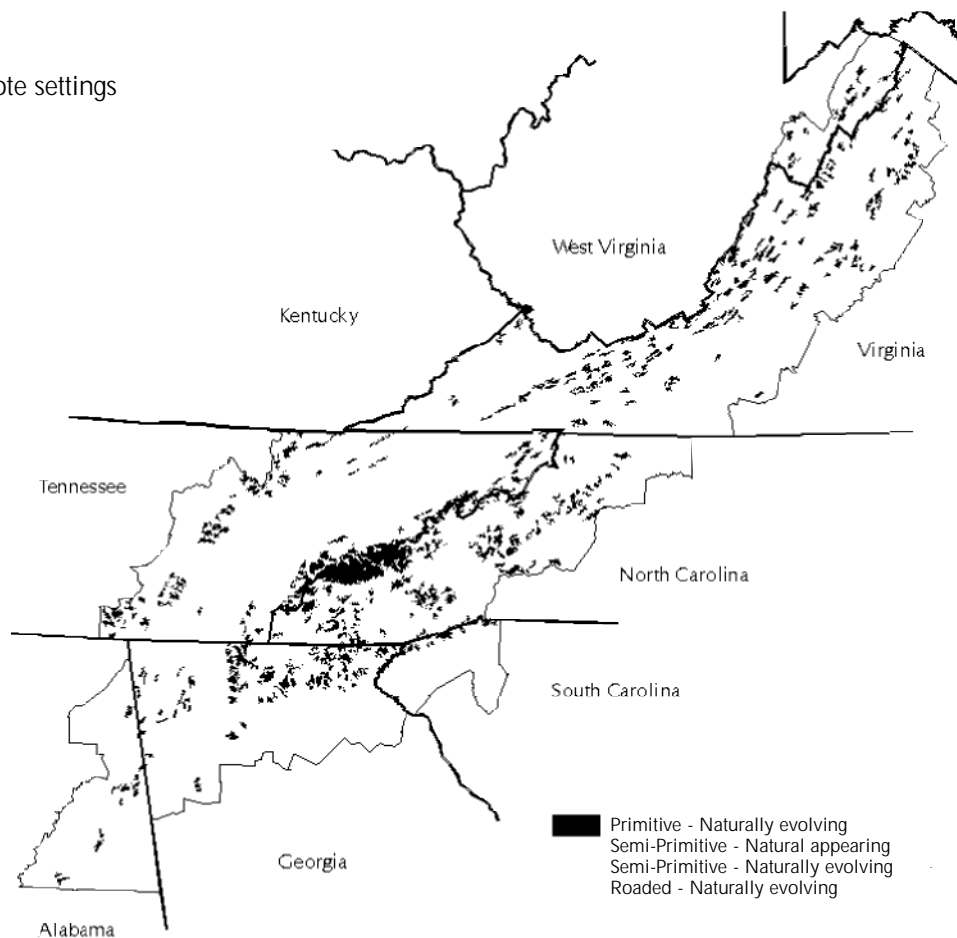 ote settings
West Virginia
Kentucky
Virginia
Tennessee
North Carolina
South Carolina
Primitive - Naturally evolving
Semi-Primitive - Natural appearing
Semi-Primitive - Naturally evolving
Roaded - Naturally evolving
Georgia
Alabama